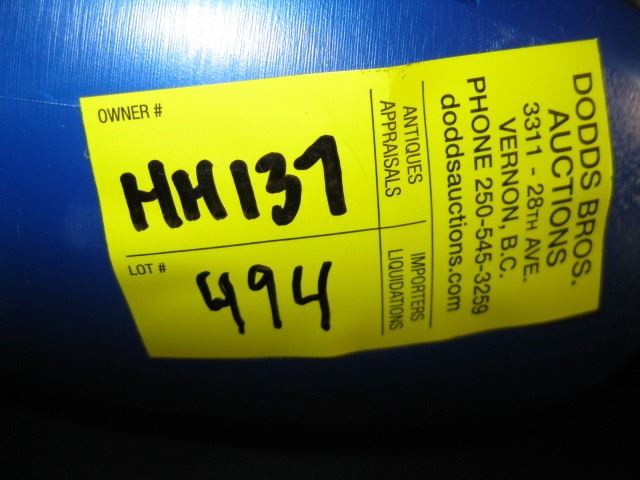 DODDS BROS.
AUCTIONS
3311 - 28TH AVE.
VERNON, B.C.
PHONE 250-545-3259
doddsauctions.com
ANTIQUES
APPRAISALS
IMPORTERS
LIQUIDATIONS
OWNER #
HH137
LOT #
494